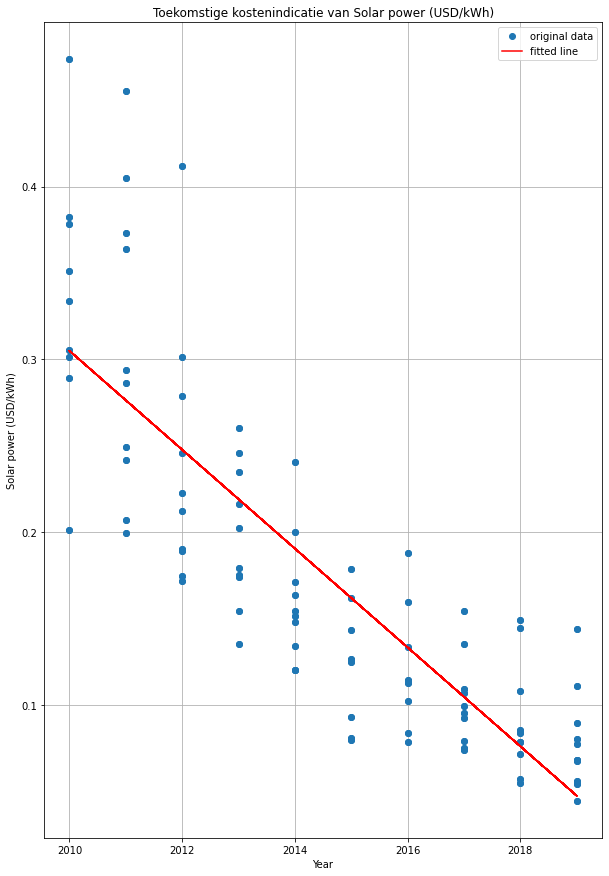 Toekomstige kostenindicatie van Solar power (USD/kWh)
original data
fitted line
Solar power (USD/kWh)
0.4
0.3
0.2
0.1
2010 2012 2014 2016 2018
Year